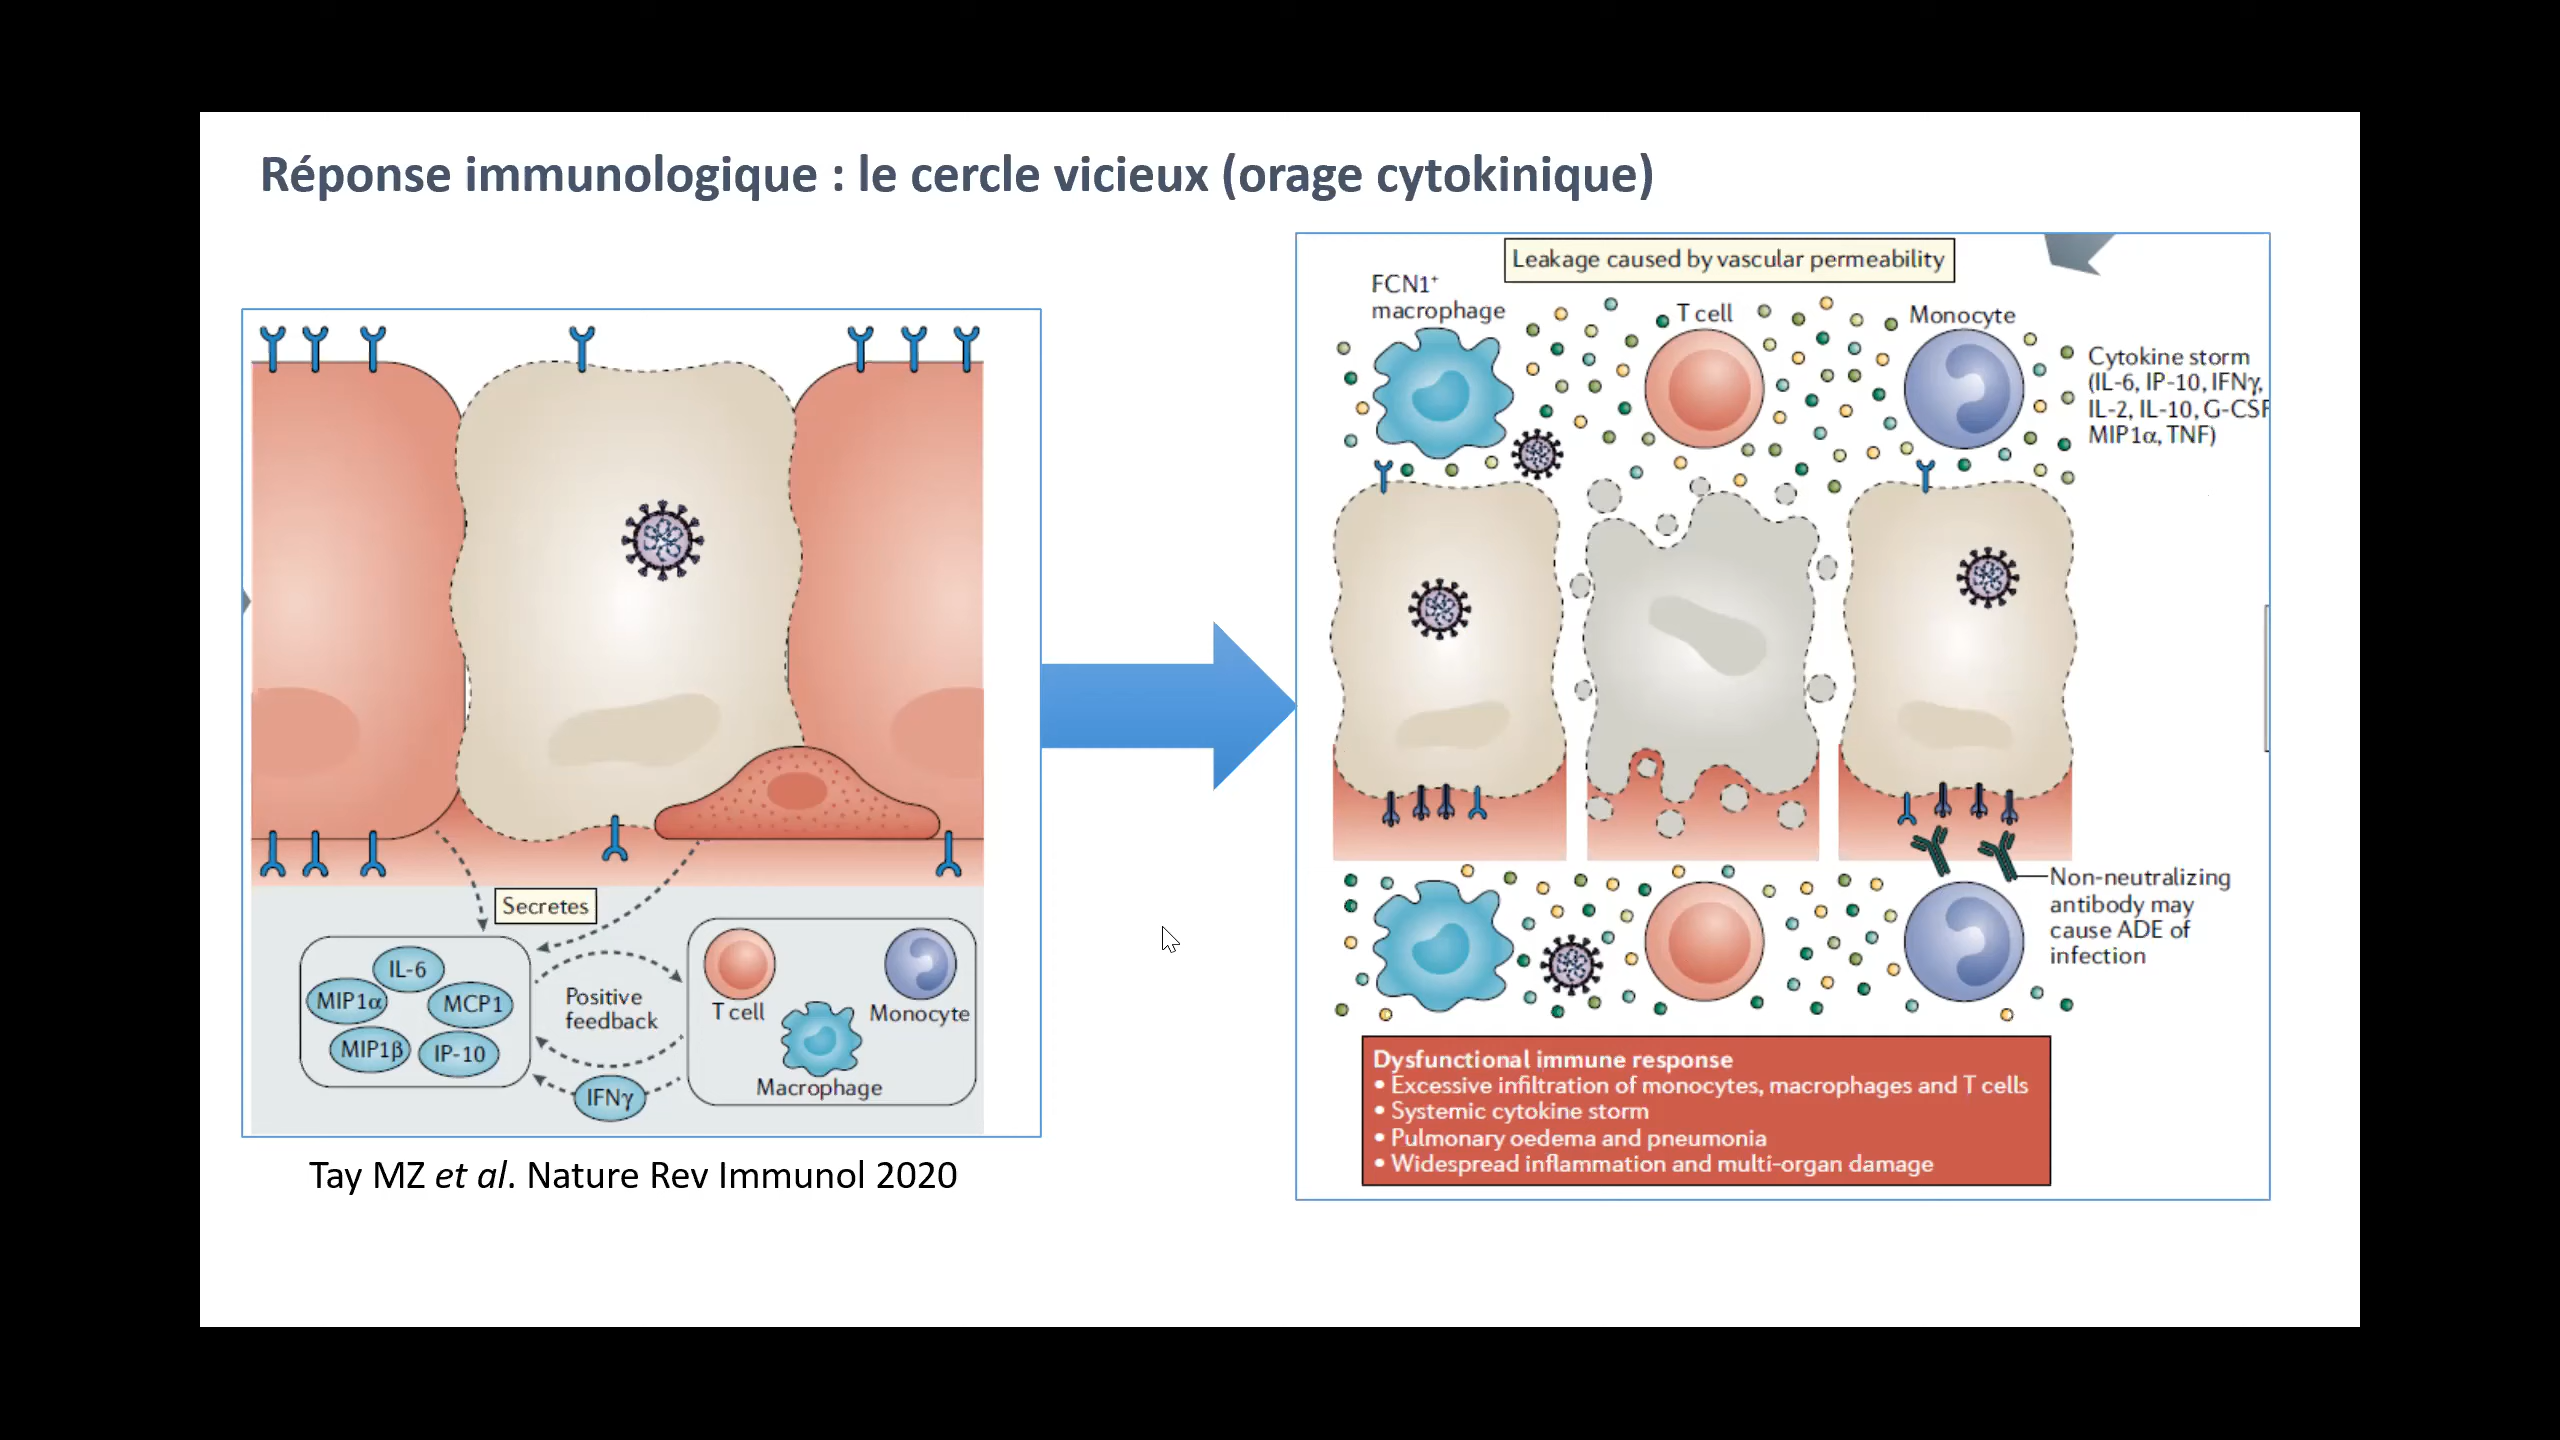 Réponse immunologique : le cercle vicieux (orage cytokinique)
Secretes
IL-6
MIP1α
MCP1
MIP1β
IP-10
Positive
feedback
IFNγ
T cell
Monocyte
Macrophage
Tay MZ et al. Nature Rev Immunol 2020
Leakage caused by vascular permeability
FCN1⁺
macrophage
T cell
Monocyte
Cytokine storm
(IL-6, IP-10, IFNγ,
IL-2, IL-10, G-CSF
MIP1α, TNF)
Non-neutralizing
antibody may
cause ADE of
infection
Dysfunctional immune response
• Excessive infiltration of monocytes, macrophages and T cells
• Systemic cytokine storm
• Pulmonary oedema and pneumonia
• Widespread inflammation and multi-organ damage